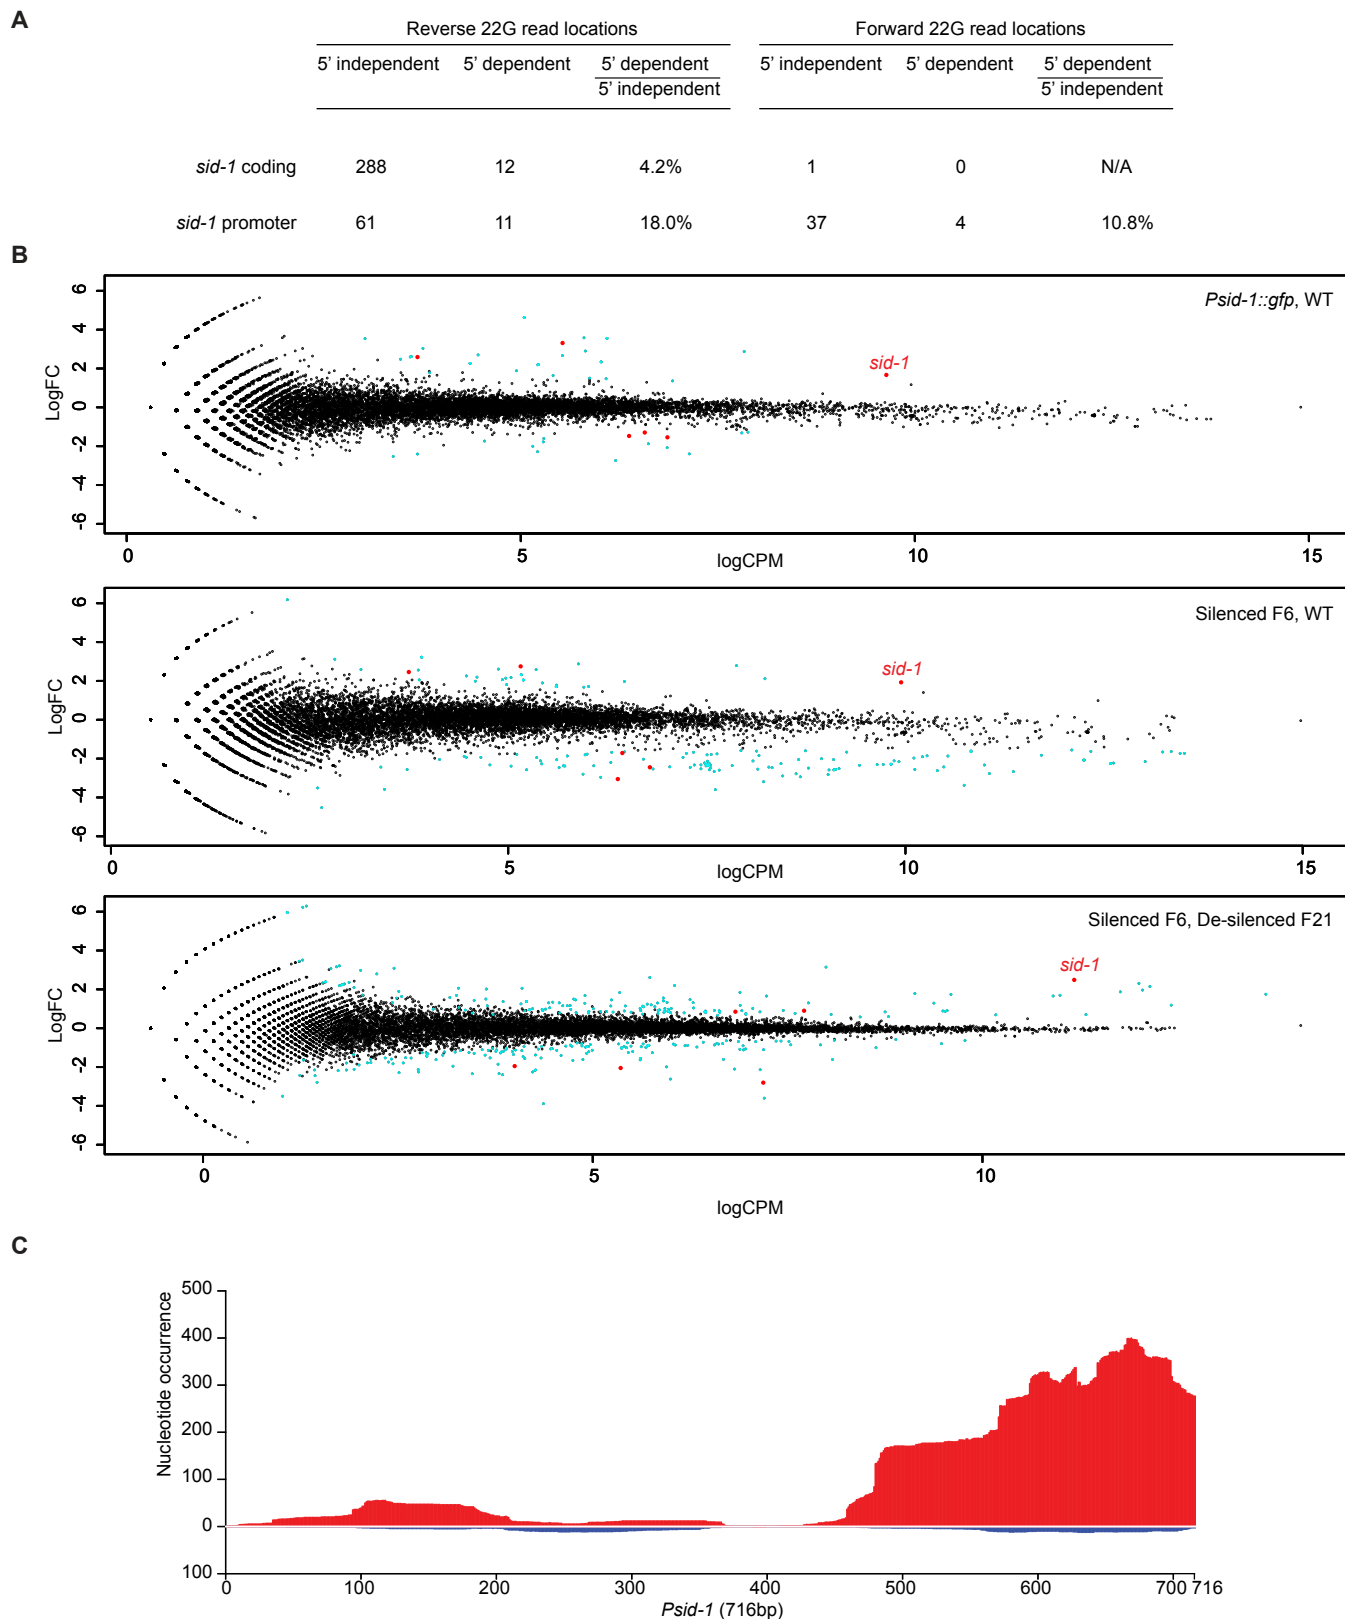 A
Reverse 22G read locations
Forward 22G read locations
5’ independent 5’ dependent 5’ dependent 5’ independent 5’ dependent 5’ dependent
5’ independent 5’ independent
sid-1 coding 288 12 4.2% 1 0 N/A
sid-1 promoter 61 11 18.0% 37 4 10.8%
B
Psid-1::gfp, WT
sid-1
LogFC
6
4
2
0
-2
-4
-6
0 5 10 15
logCPM
Silenced F6, WT
sid-1
LogFC
6
4
2
0
-2
-4
-6
0 5 10 15
logCPM
Silenced F6, De-silenced F21
sid-1
LogFC
6
4
2
0
-2
-4
-6
0 5 10
logCPM
C
Nucleotide occurrence
500
400
300
200
100
0
100
0 100 200 300 400 500 600 700 716
Psid-1 (716bp)